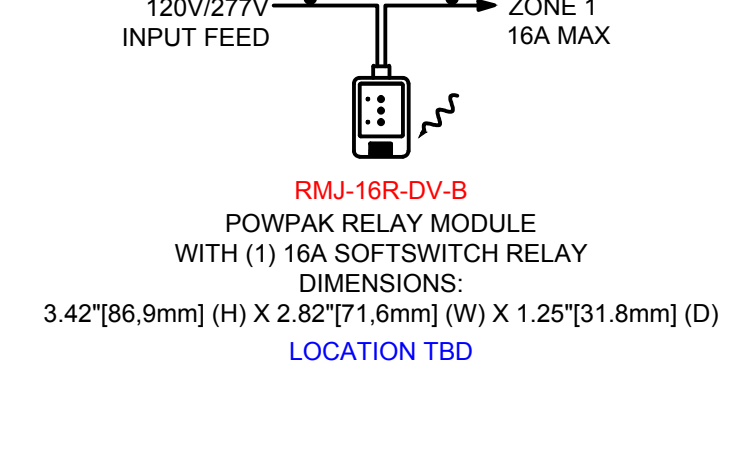 120V/277V
INPUT FEED
ZONE 1
16A MAX
RMJ-16R-DV-B
POWPAK RELAY MODULE
WITH (1) 16A SOFTSWITCH RELAY
DIMENSIONS:
3.42"[86,9mm] (H) X 2.82"[71,6mm] (W) X 1.25"[31.8mm] (D)
LOCATION TBD